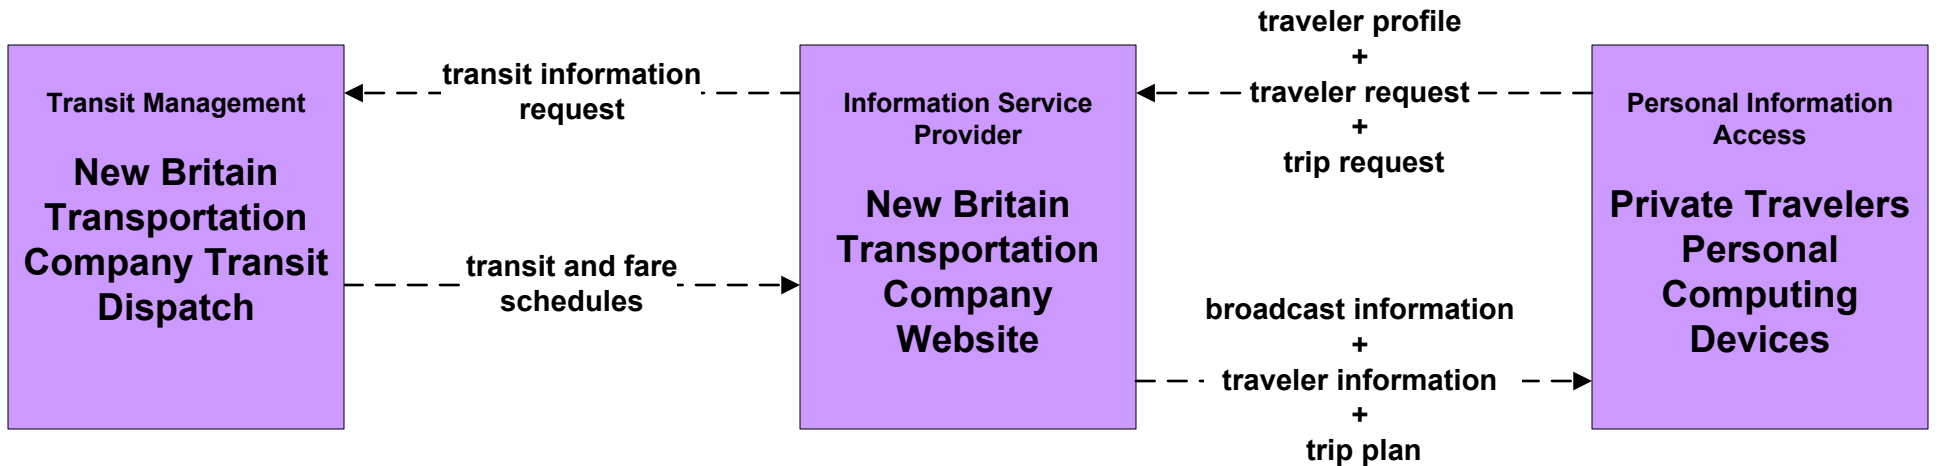 Transit Management
New Britain
Transportation
Company Transit
Dispatch
transit information
request
transit and fare
schedules
Information Service
Provider
New Britain
Transportation
Company
Website
traveler profile
+
traveler request
+
trip request
broadcast information
+
traveler information
+
trip plan
Personal Information
Access
Private Travelers
Personal
Computing
Devices